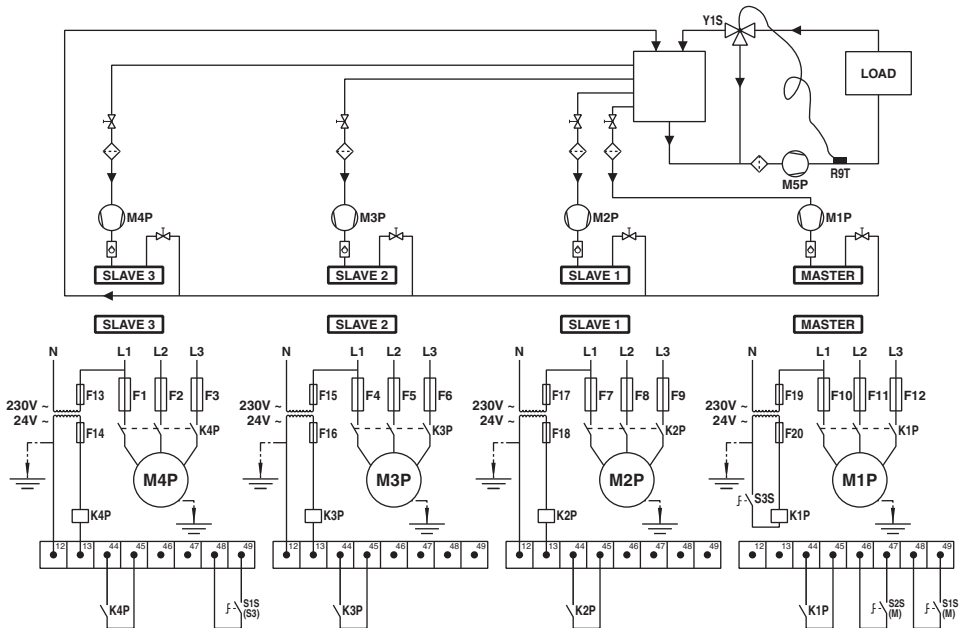 Y1S
LOAD
M5P
R9T
M4P
M3P
M2P
M1P
SLAVE 3
SLAVE 2
SLAVE 1
MASTER
SLAVE 3
SLAVE 2
SLAVE 1
MASTER
N L1 L2 L3
N L1 L2 L3
N L1 L2 L3
N L1 L2 L3
F13 F1 F2 F3
F15 F4 F5 F6
F17 F7 F8 F9
F19 F10 F11 F12
230V ~
24V ~
230V ~
24V ~
230V ~
24V ~
230V ~
24V ~
F14 K4P
F16 K3P
F18 K2P
F20 K1P
M4P
M3P
M2P
M1P
S3S
K4P
K3P
K2P
K1P
12 13 44 45 46 47 48 49
12 13 44 45 46 47 48 49
12 13 44 45 46 47 48 49
12 13 44 45 46 47 48 49
K4P
S1S
(S3)
K3P
K2P
K1P
S2S
(M)
S1S
(M)